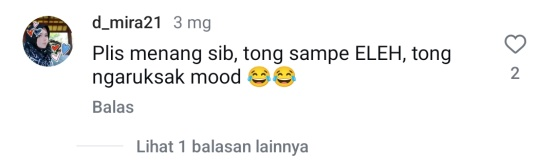 d_mira21 3 mg
Plis menang sib, tong sampe ELEH, tong
ngaruksak mood 😂😂
2
Balas
Lihat 1 balasan lainnya